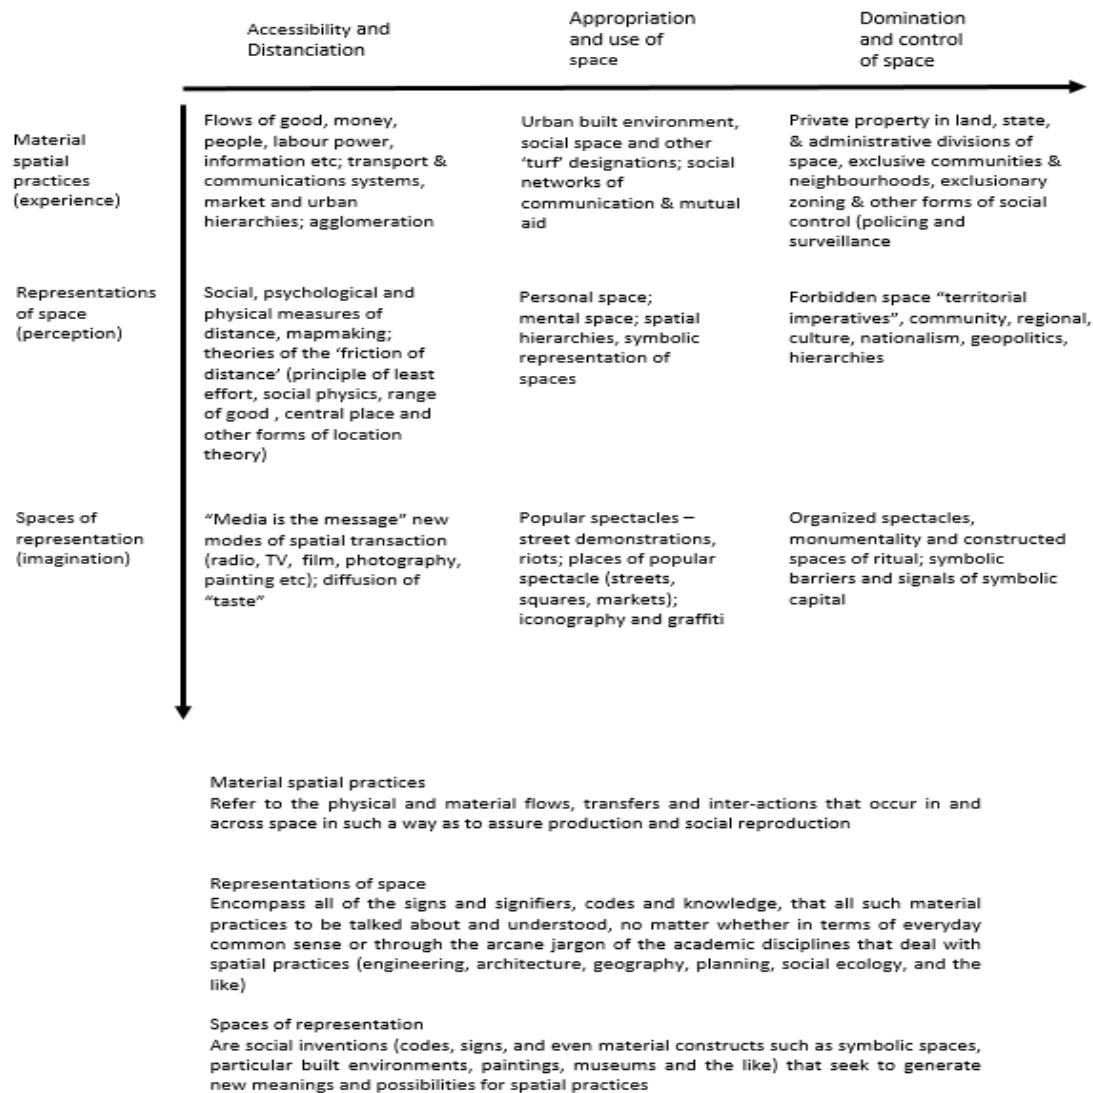 Accessibility and
Distanciation
Appropriation
and use of
space
Domination
and control
of space
Material
spatial
practices
(experience)
Flows of good, money,
people, labour power,
information etc; transport &
communications systems,
market and urban
hierarchies; agglomeration
Urban built environment,
social space and other
‘turf’ designations; social
networks of
communication & mutual
aid
Private property in land, state,
& administrative divisions of
space, exclusive communities &
neighbourhoods, exclusionary
zoning & other forms of social
control (policing and
surveillance
Representations
of space
(perception)
Social, psychological and
physical measures of
distance, mapmaking;
theories of the ‘friction of
distance’ (principle of least
effort, social physics, range
of good , central place and
other forms of location
theory)
Personal space;
mental space; spatial
hierarchies, symbolic
representation of
spaces
Forbidden space “territorial
imperatives”, community, regional,
culture, nationalism, geopolitics,
hierarchies
Spaces of
representation
(imagination)
“Media is the message” new
modes of spatial transaction
(radio, TV, film, photography,
painting etc); diffusion of
“taste”
Popular spectacles –
street demonstrations,
riots; places of popular
spectacle (streets,
squares, markets);
iconography and graffiti
Organized spectacles,
monumentality and constructed
spaces of ritual; symbolic
barriers and signals of symbolic
capital
Material spatial practices
Refer to the physical and material flows, transfers and inter-actions that occur in and
across space in such a way as to assure production and social reproduction
Representations of space
Encompass all of the signs and signifiers, codes and knowledge, that all such material
practices to be talked about and understood, no matter whether in terms of everyday
common sense or through the arcane jargon of the academic disciplines that deal with
spatial practices (engineering, architecture, geography, planning, social ecology, and the
like)
Spaces of representation
Are social inventions (codes, signs, and even material constructs such as symbolic spaces,
particular built environments, paintings, museums and the like) that seek to generate
new meanings and possibilities for spatial practices